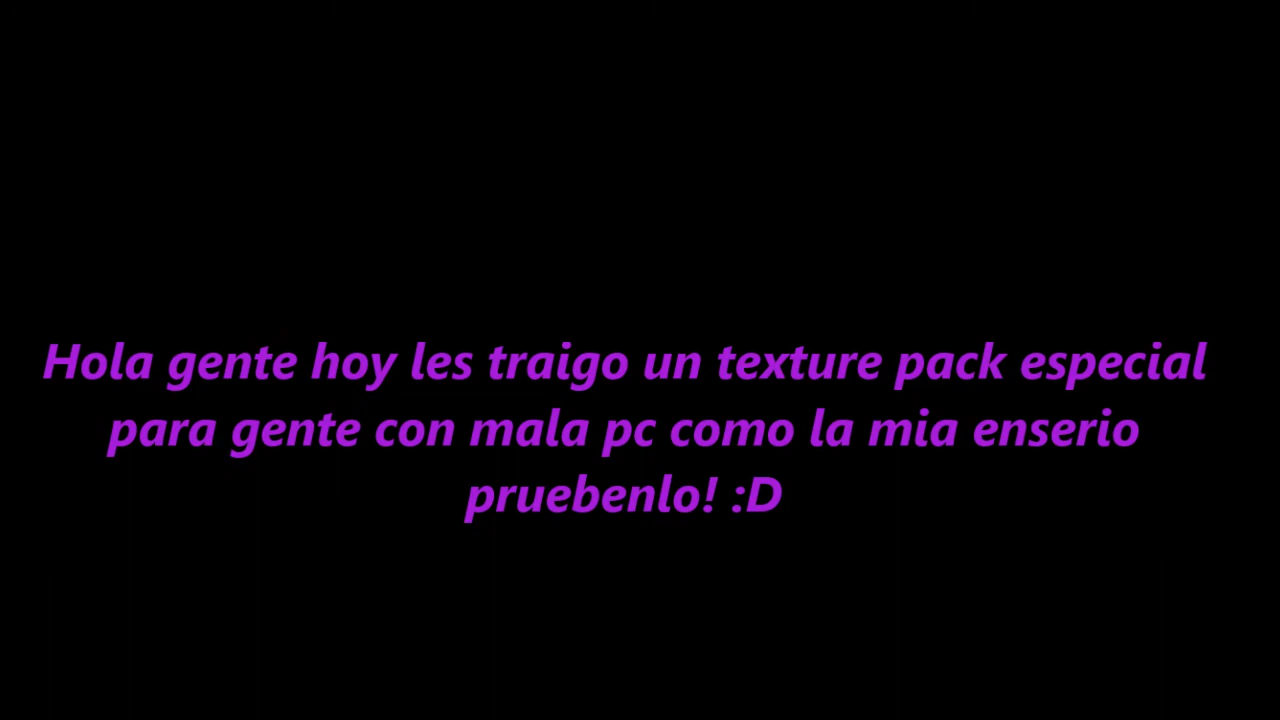 Hola gente hoy les traigo un texture pack especial
para gente con mala pc como la mia enserio
pruebenlo! :D